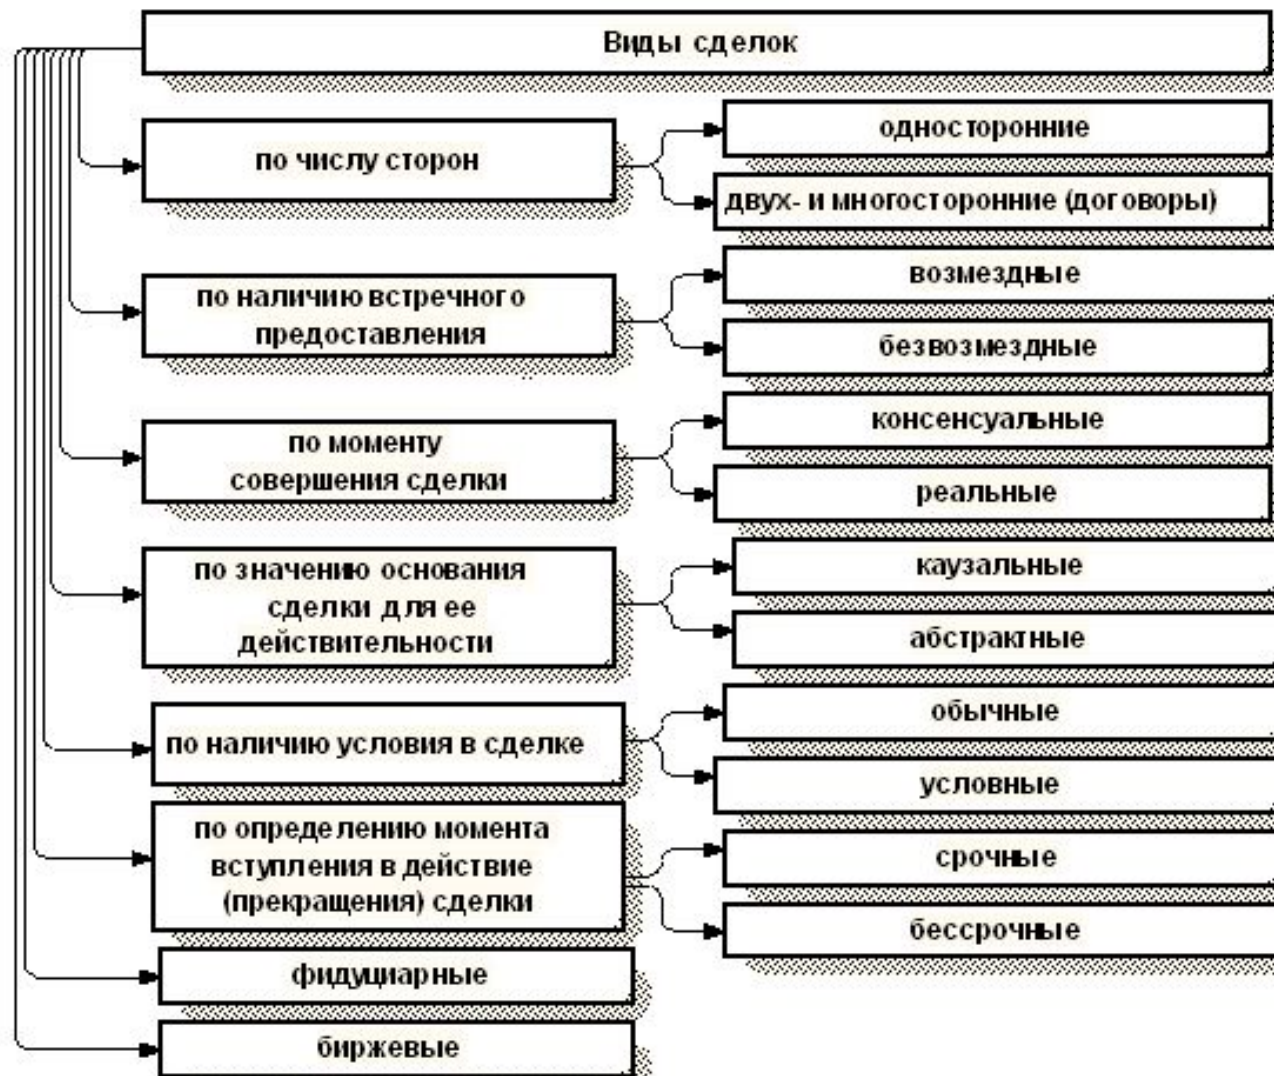 Виды сделок
по числу сторон
односторонние
двух- и многосторонние (договоры)
по наличию встречного
предоставления
возмездные
безвозмездные
по моменту
совершения сделки
консенсуальные
реальные
по значению основания
сделки для ее
действительности
каузальные
абстрактные
по наличию условия в сделке
обычные
условные
по определению момента
вступления в действие
(прекращения) сделки
срочные
бессрочные
фидуциарные
биржевые